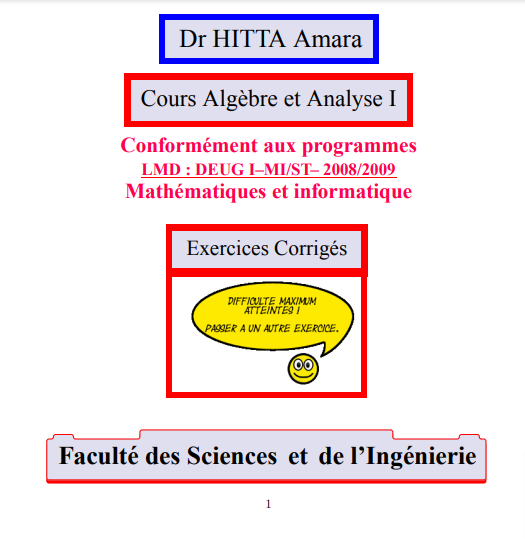 Dr HITTA Amara
Cours Algèbre et Analyse I
Conformément aux programmes
LMD : DEUG I–MI/ST– 2008/2009
Mathématiques et informatique
Exercices Corrigés
DIFFICULTE MAXIMUM
ATTEINTES !
PASSER A UN AUTRE EXERCICE.
Faculté des Sciences et de l’Ingénierie
1